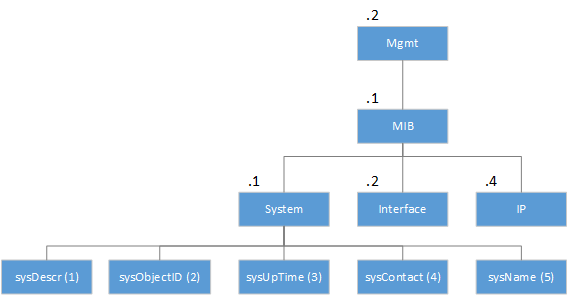 .2
Mgmt
.1
MIB
.1 .2 .4
System Interface IP
sysDescr (1) sysObjectID (2) sysUpTime (3) sysContact (4) sysName (5)